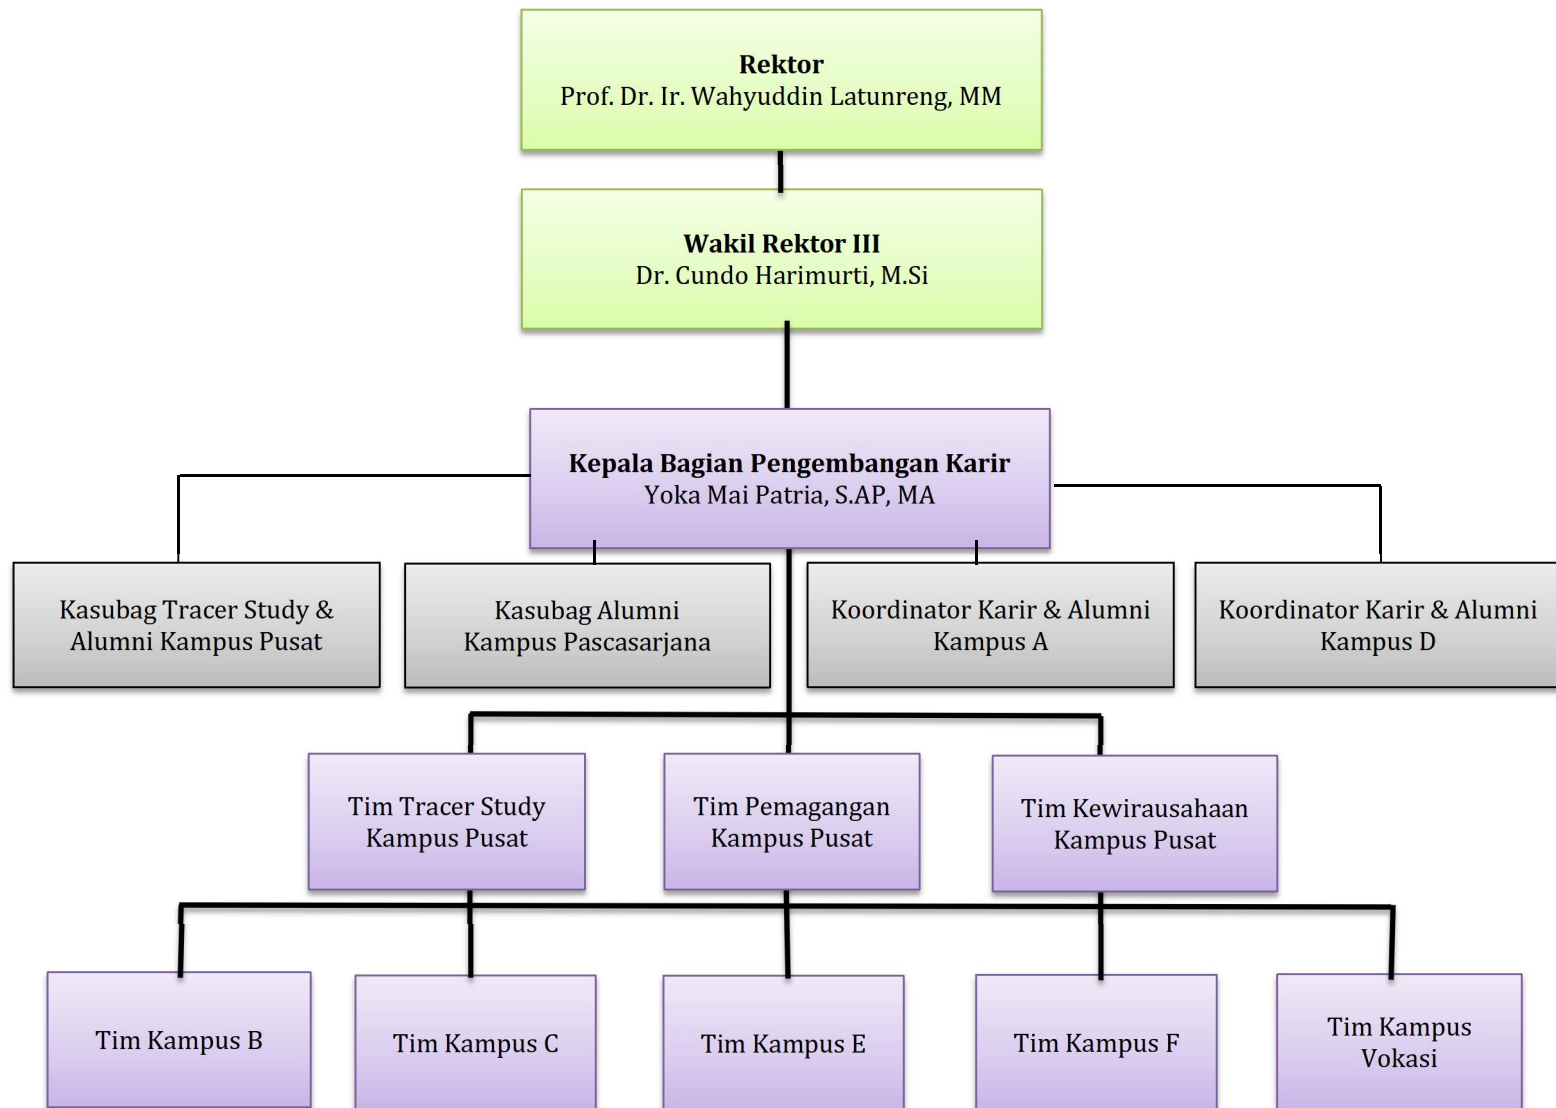 Rektor
Prof. Dr. Ir. Wahyuddin Latunreng, MM
Wakil Rektor III
Dr. Cundo Harimurti, M.Si
Kepala Bagian Pengembangan Karir
Yoka Mai Patria, S.AP, MA
Kasubag Tracer Study &
Alumni Kampus Pusat
Kasubag Alumni
Kampus Pascasarjana
Koordinator Karir & Alumni
Kampus A
Koordinator Karir & Alumni
Kampus D
Tim Tracer Study
Kampus Pusat
Tim Pemagangan
Kampus Pusat
Tim Kewirausahaan
Kampus Pusat
Tim Kampus B
Tim Kampus C
Tim Kampus E
Tim Kampus F
Tim Kampus
Vokasi